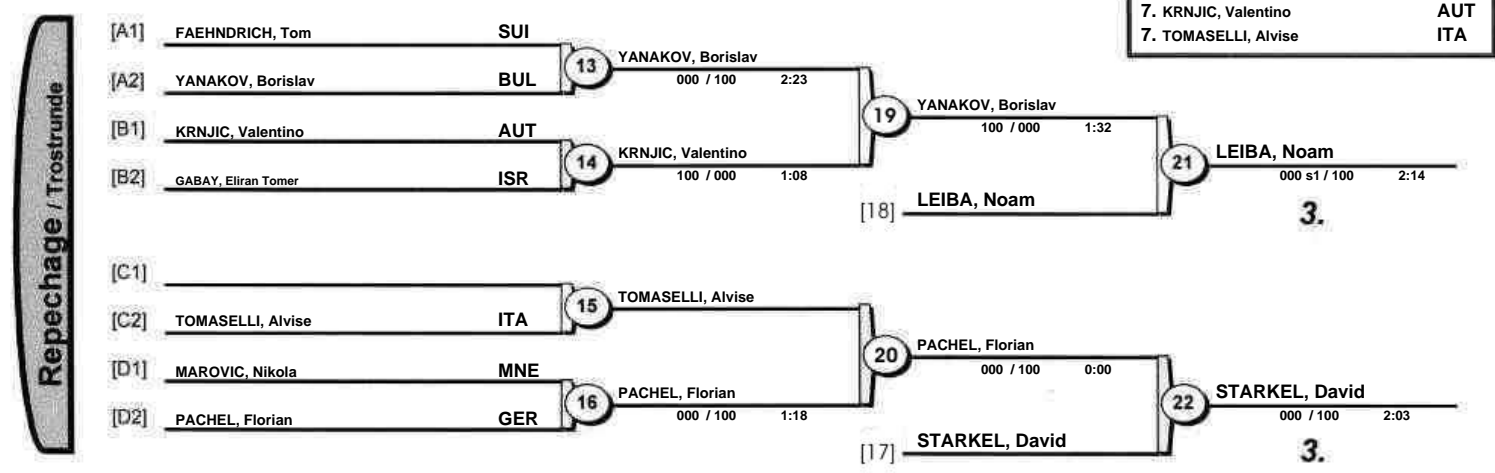 7. KRNJIC, Valentino AUT
7. TOMASELLI, Alvise ITA
Repechage / Trostrunde
[A1] FAEHNDRICH, Tom SUI
[A2] YANAKOV, Borislav BUL
13
YANAKOV, Borislav
000 / 100 2:23
[B1] KRNJIC, Valentino AUT
[B2] GABAY, Eliran Tomer ISR
14
KRNJIC, Valentino
100 / 000 1:08
19
YANAKOV, Borislav
100 / 000 1:32
[18] LEIBA, Noam
21
LEIBA, Noam
000 s1 / 100 2:14
3.
[C1]
[C2] TOMASELLI, Alvise ITA
15
TOMASELLI, Alvise
[D1] MAROVIC, Nikola MNE
[D2] PACHEL, Florian GER
16
PACHEL, Florian
000 / 100 1:18
20
PACHEL, Florian
000 / 100 0:00
[17] STARKEL, David
22
STARKEL, David
000 / 100 2:03
3.